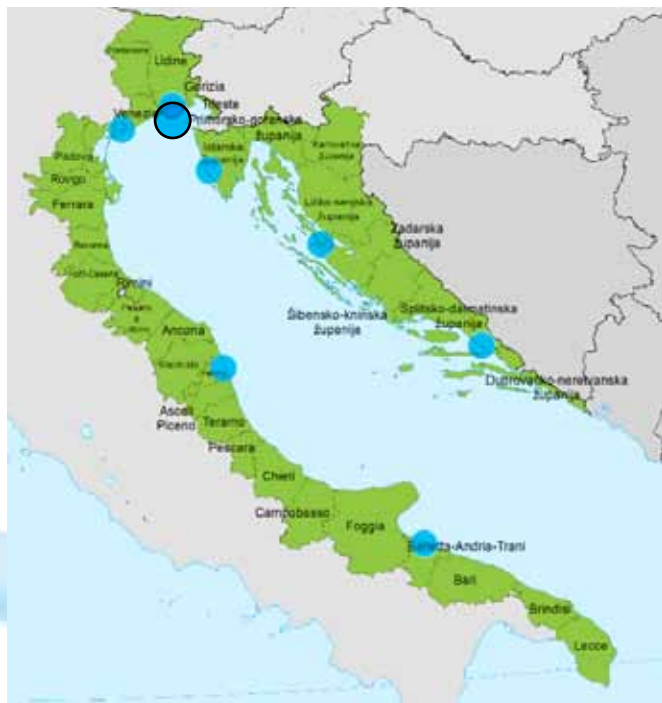 Udine
Gorizia
Trieste
Venezia
Primorsko-goranska
županija
Istarska
Karlovačka
županija
Padova
Rovigo
Ferrara
Ličko-senjska
županija
Zadarska
županija
Ravenna
Forlì-Cesena
Rimini
Šibensko-kninska
županija
Splitsko-dalmatinska
županija
Ancona
Macerata
Dubrovačko-neretvanska
županija
Ascoli
Piceno
Teramo
Pescara
Chieti
Campobasso
Foggia
Barletta-Andria-Trani
Bari
Brindisi
Lecce